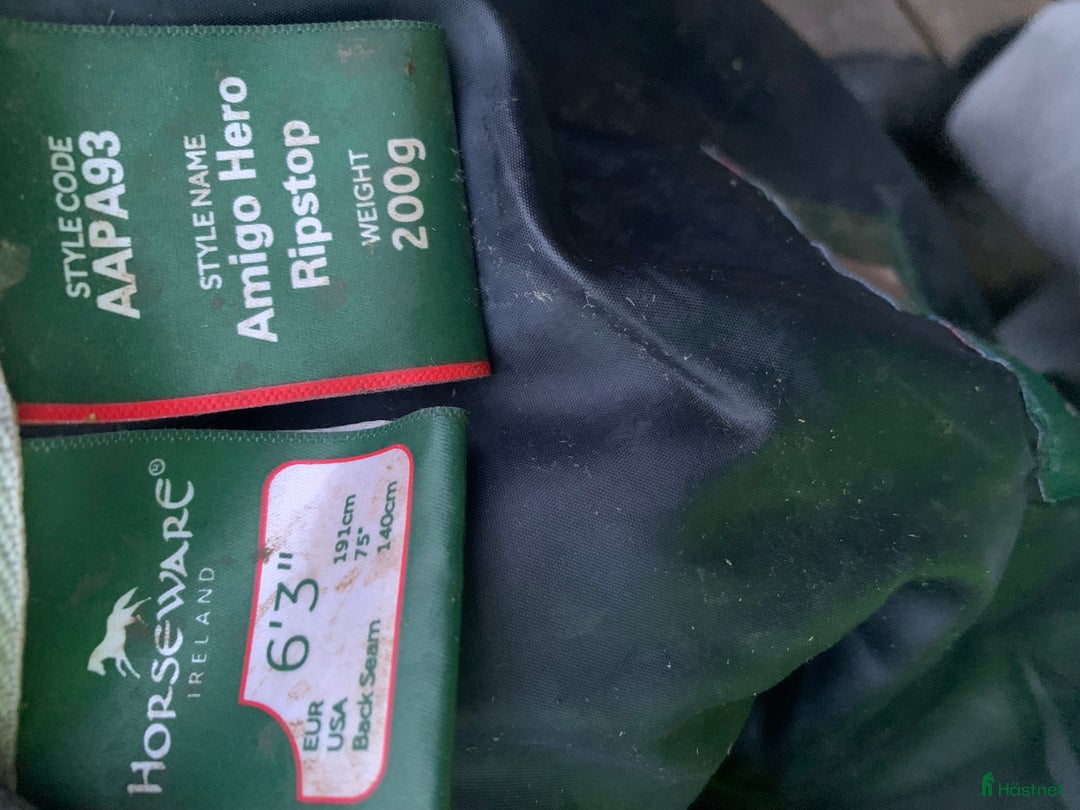 STYLE CODE
AAPA93
STYLE NAME
Amigo Hero
Ripstop
WEIGHT
200g
HORSEWARE®
IRELAND
6'3"
EUR 191cm
USA 75"
Back Seam 140cm
Hästnet